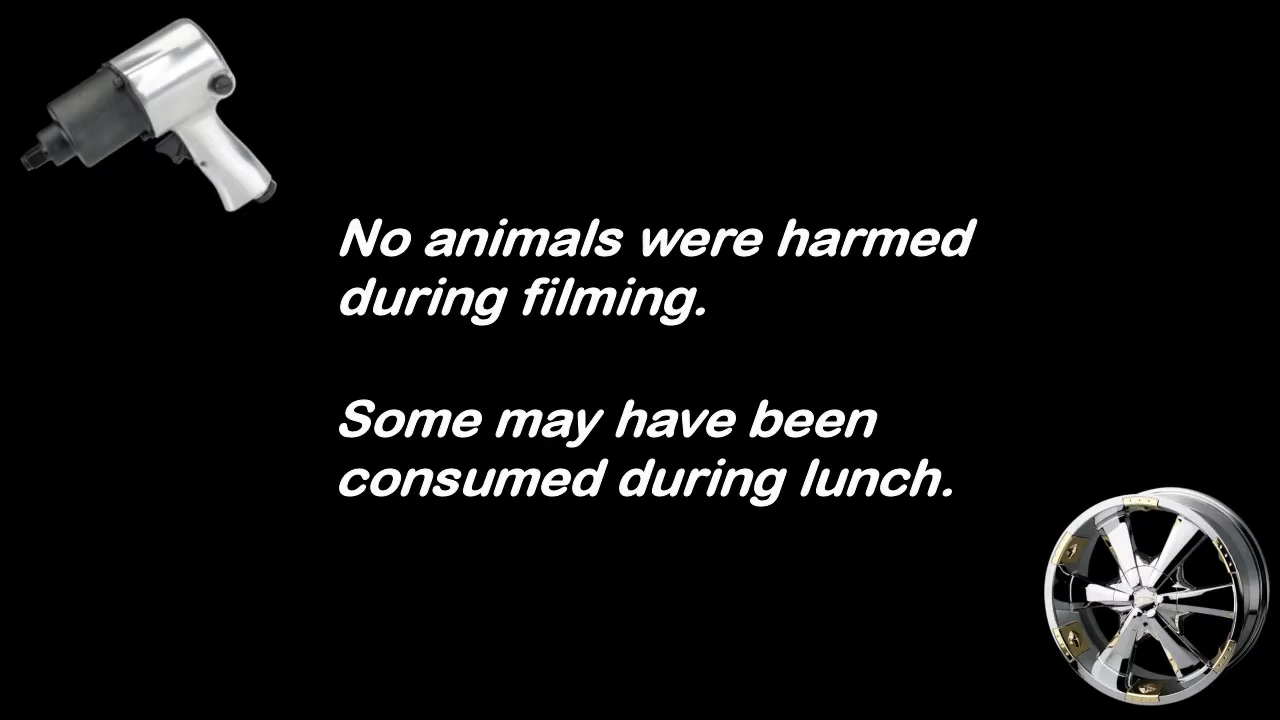 No animals were harmed
during filming.
Some may have been
consumed during lunch.